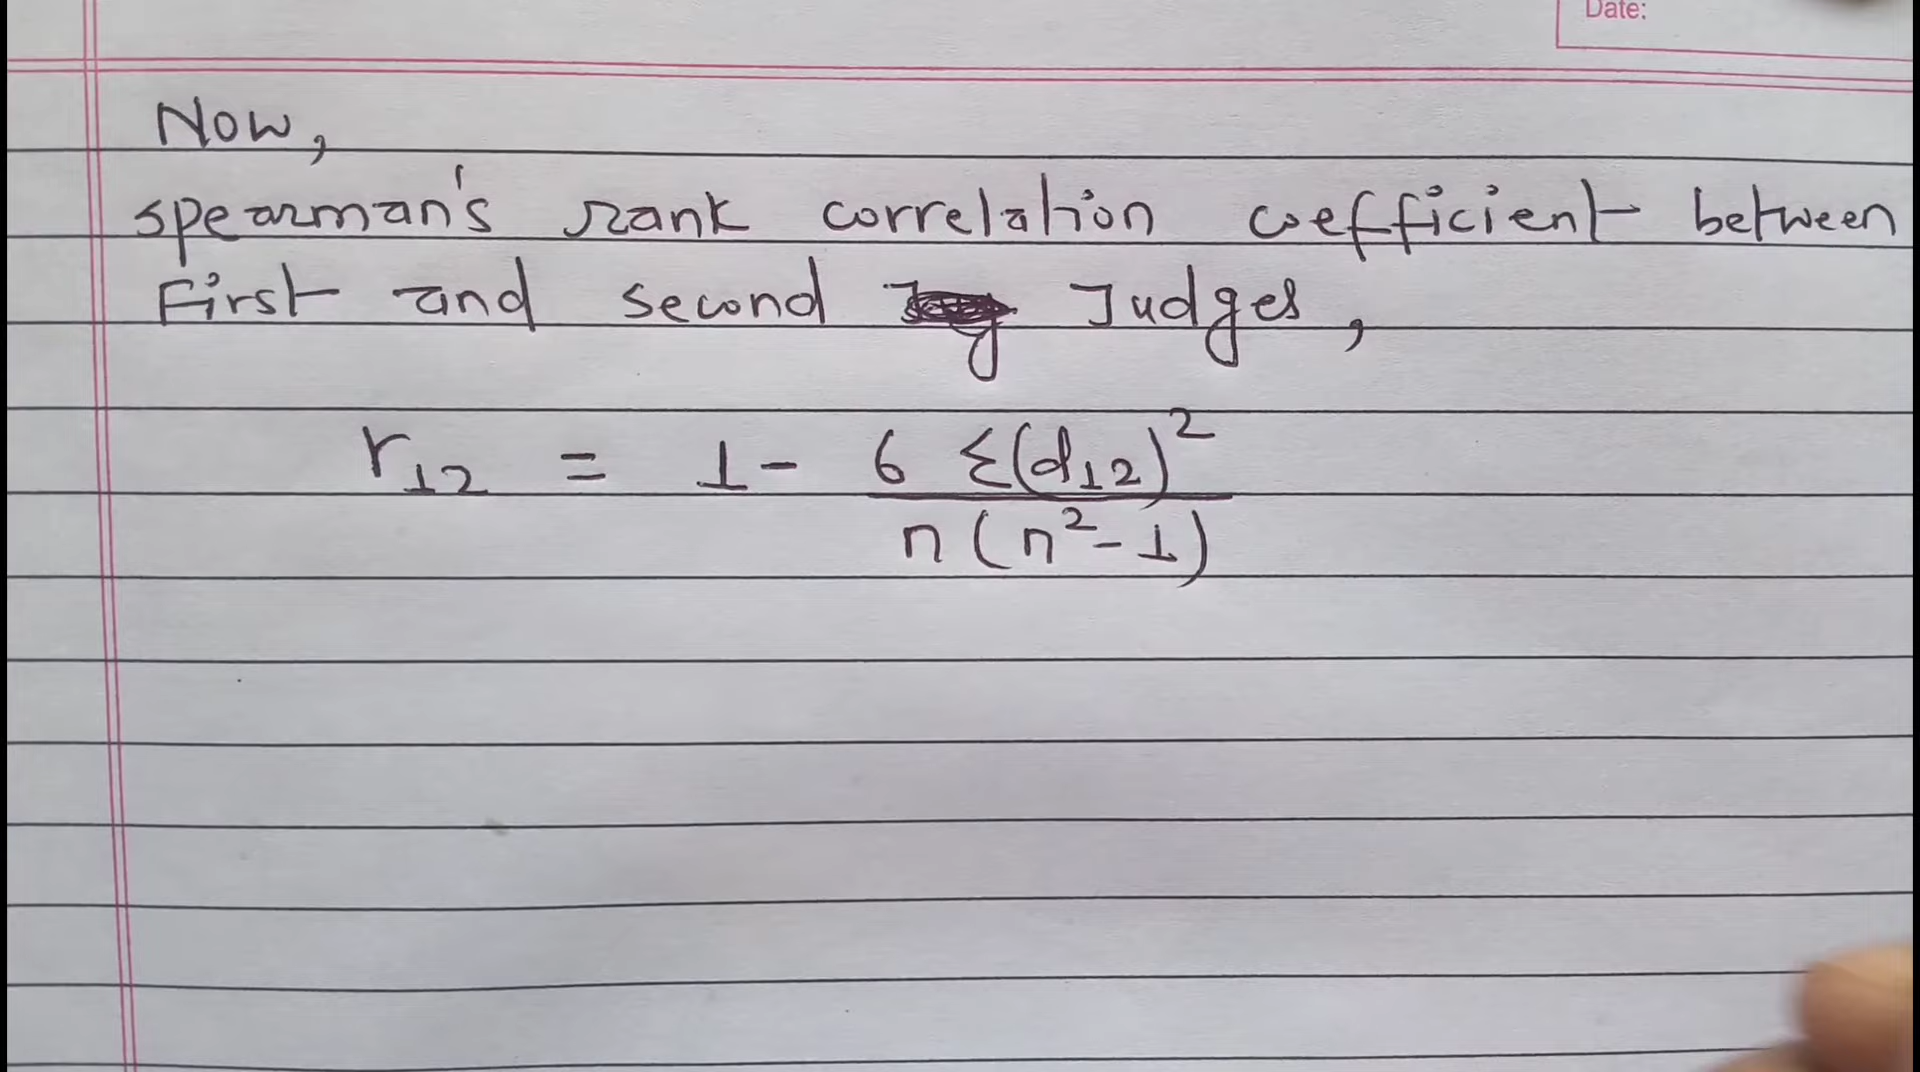 Date:
Now,
spearman's rank correlation coefficient between
First and second Judges,
r₁₂ = 1 - 6 Σ(d₁₂)² / n(n²-1)